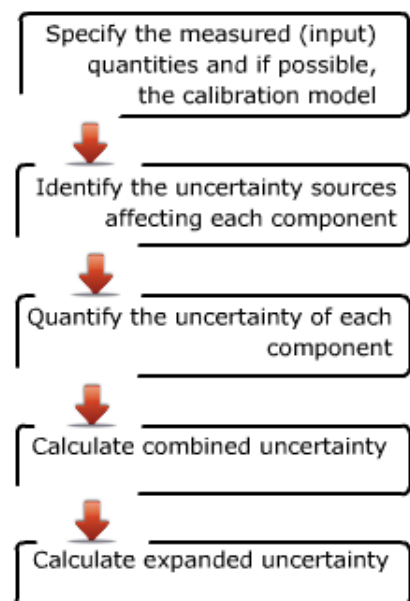 Specify the measured (input)
quantities and if possible,
the calibration model
Identify the uncertainty sources
affecting each component
Quantify the uncertainty of each
component
Calculate combined uncertainty
Calculate expanded uncertainty